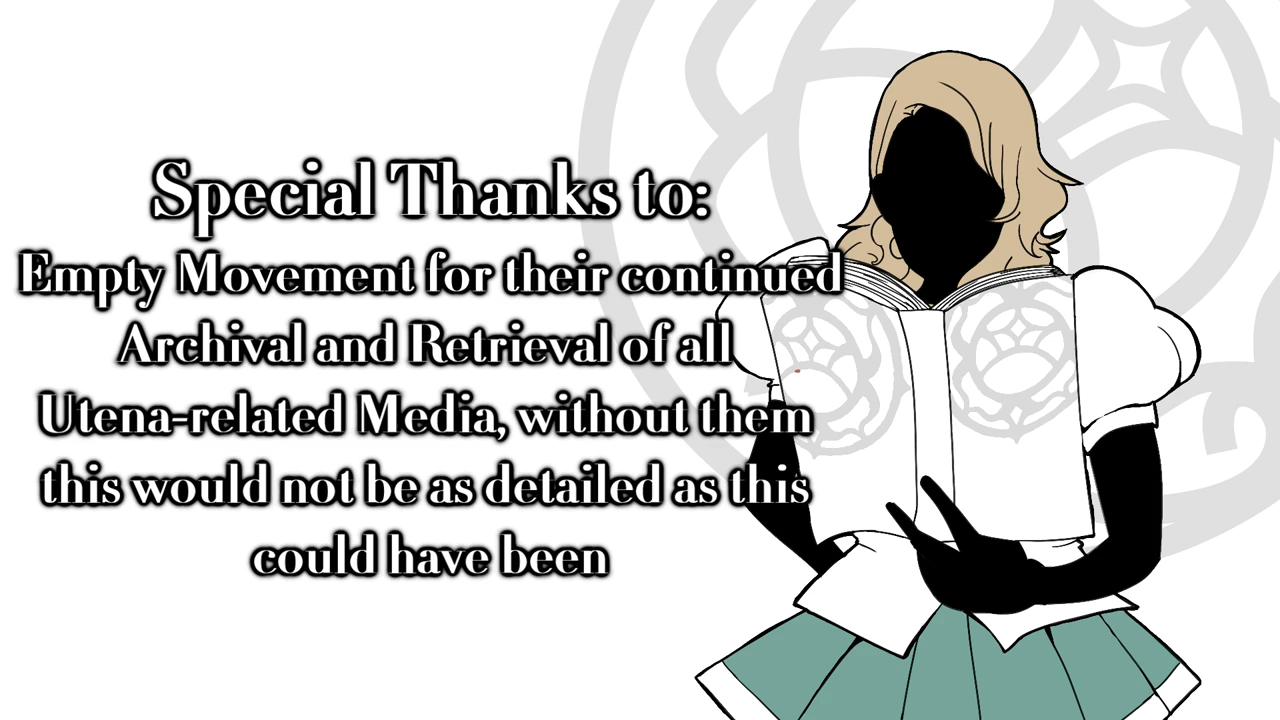 Special Thanks to:
Empty Movement for their continued
Archival and Retrieval of all
Utena-related Media, without them
this would not be as detailed as this
could have been